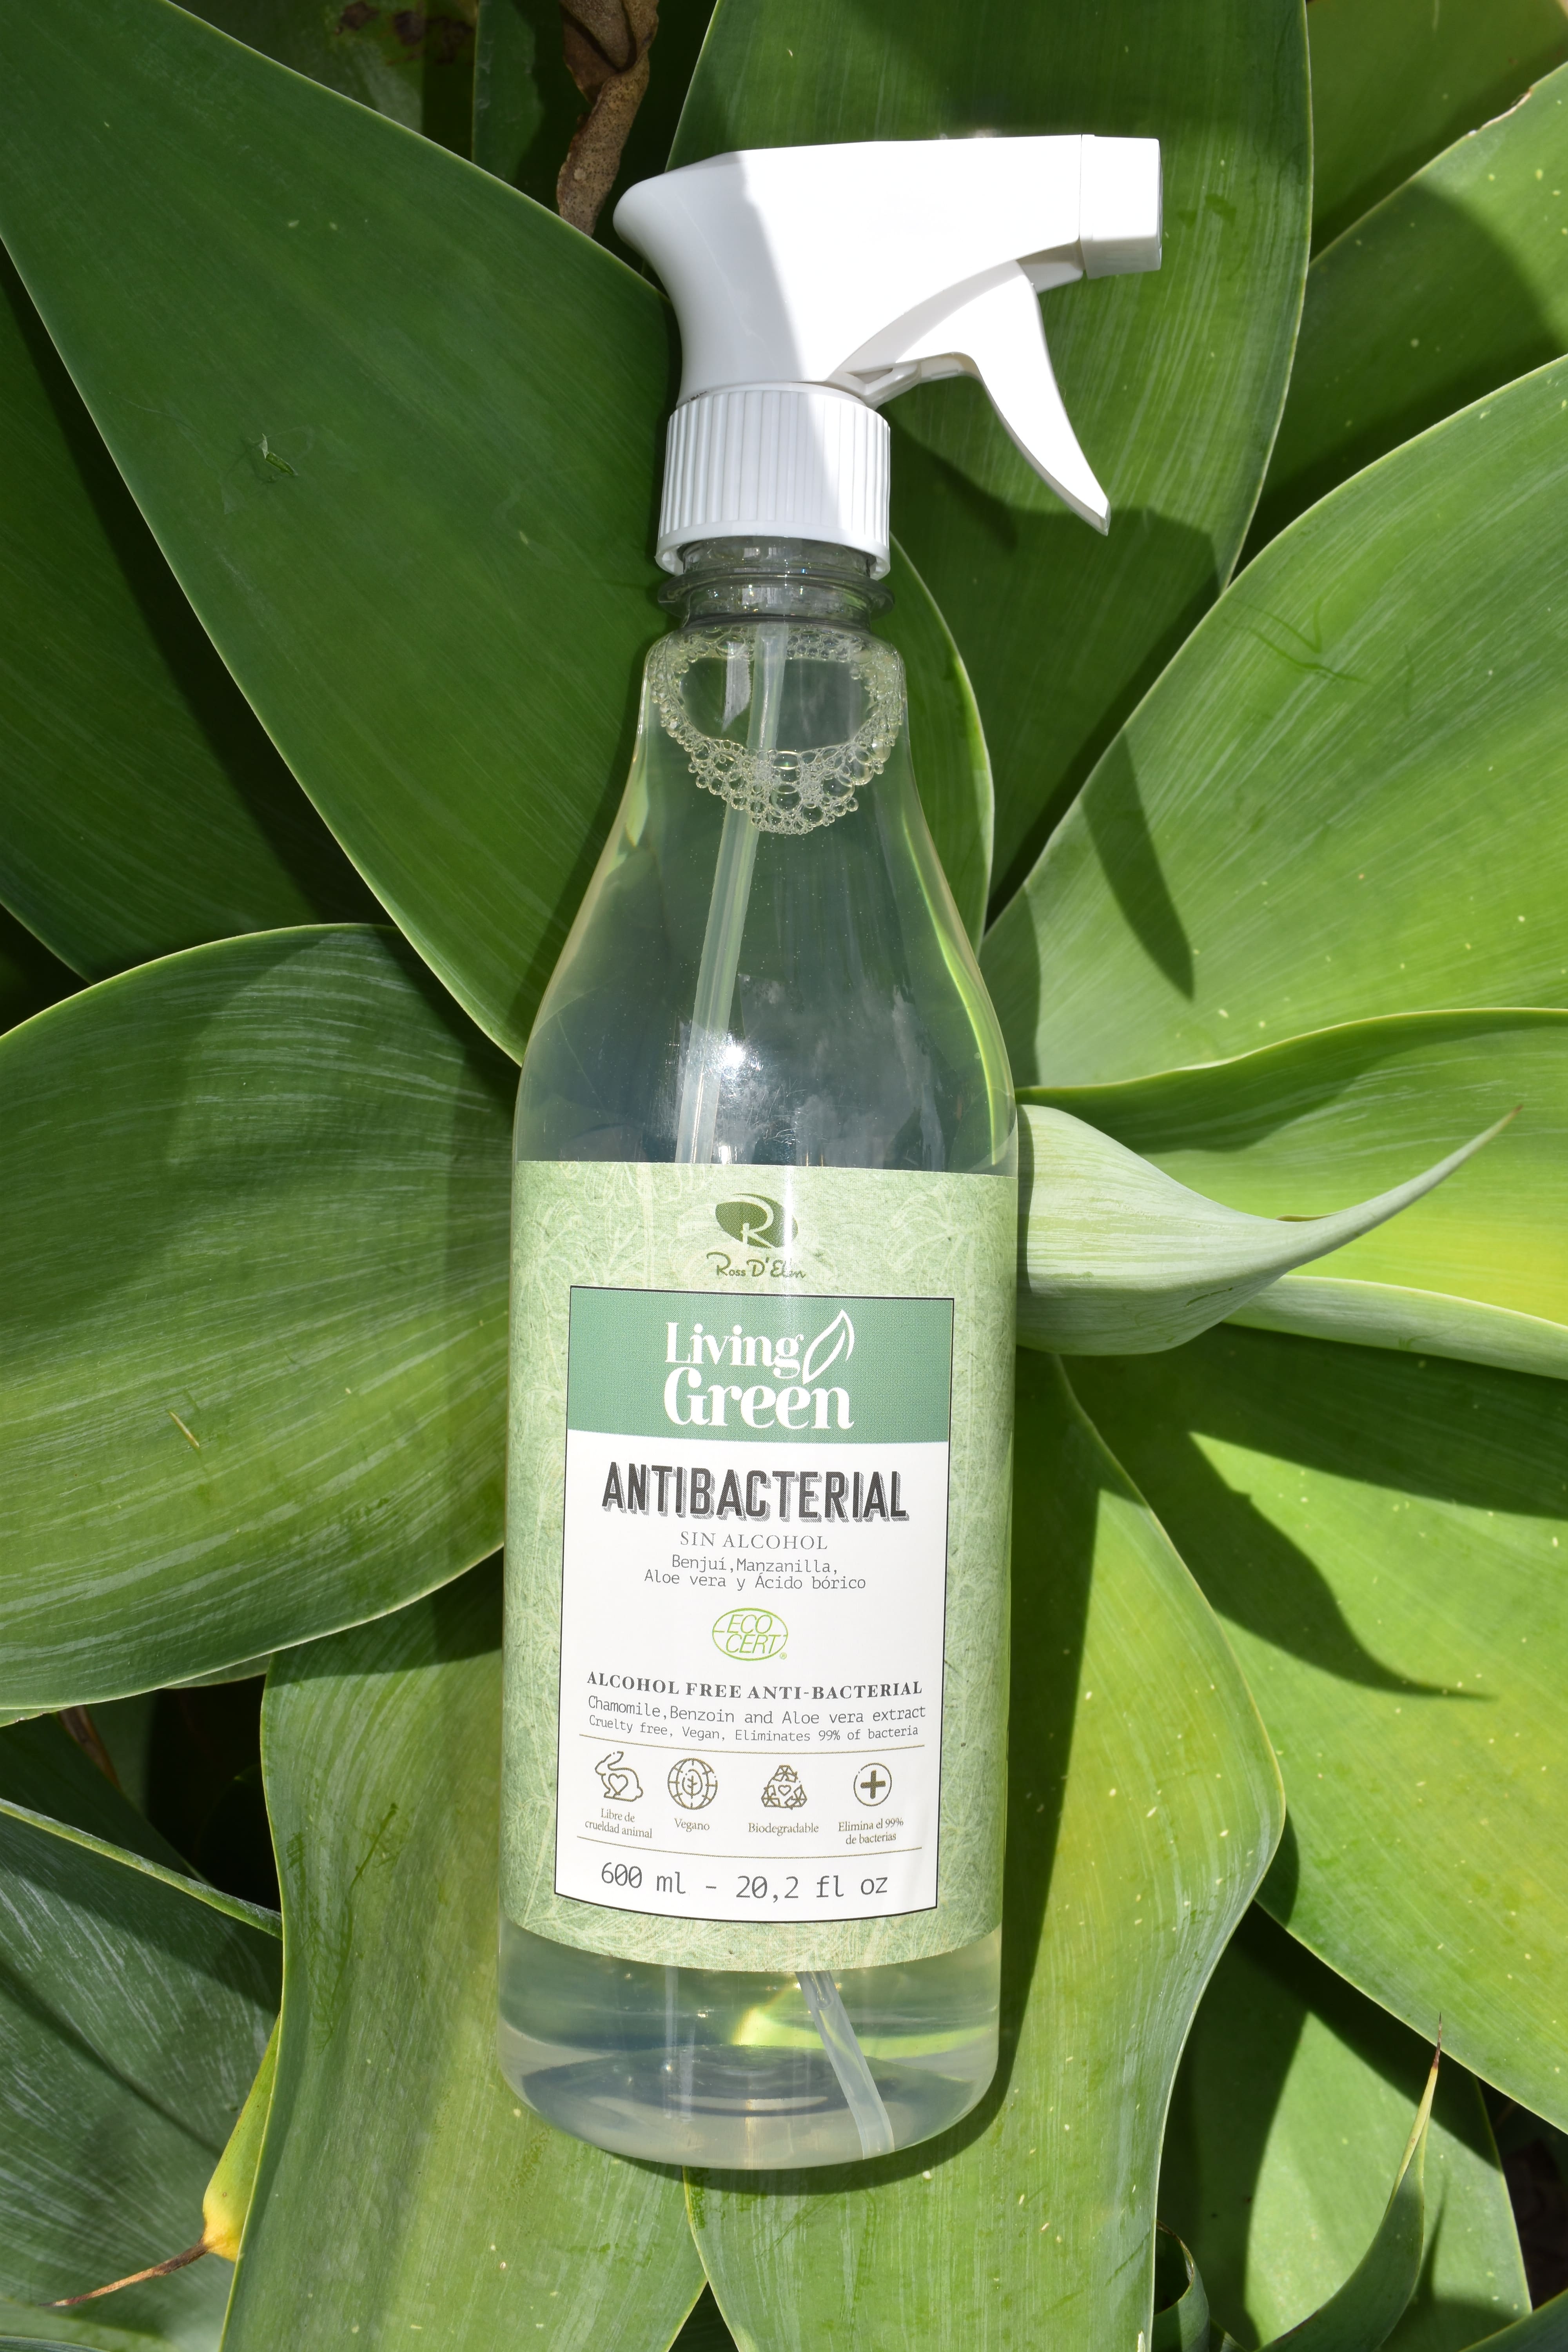 R
Ross D'Elen
Living
Green
ANTIBACTERIAL
SIN ALCOHOL
Benjuí,Manzanilla,
Aloe vera y Ácido bórico
ECO
CERT®
ALCOHOL FREE ANTI-BACTERIAL
Chamomile,Benzoin and Aloe vera extract
Cruelty free, Vegan, Eliminates 99% of bacteria
Libre de
crueldad animal
Vegano
Biodegradable
Elimina el 99%
de bacterias
600 ml - 20,2 fl oz